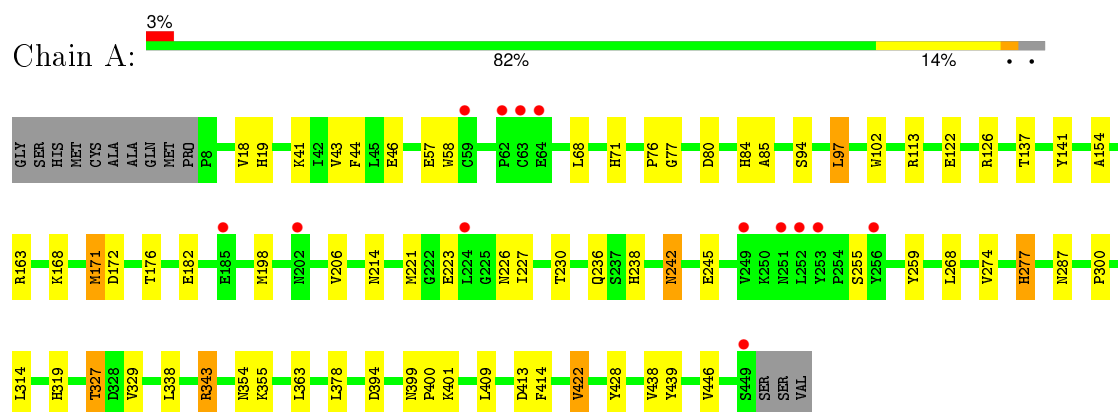 3%
Chain A:
82% 14% • •
GLY SER HIS MET CYS ALA ALA GLN MET PRO P8 V18 H19 K41 I42 V43 F44 L45 E46 E57 W58 C59 P62 C63 E64 L68 H71 P76 G77 D80 H84 A85 S94 L97 W102 R113 E122 R126 T137 Y141 A154
R163 K168 M171 D172 T176 E182 E185 M198 N202 V206 N214 M221 G222 E223 L224 G225 N226 I227 T230 Q236 S237 H238 N242 E245 V249 K250 N251 L252 Y253 P254 S255 Y256 Y259 L268 V274 H277 N287 P300
L314 H319 T327 D328 V329 L338 R343 N354 K355 L363 L378 D394 N399 P400 K401 L409 D413 F414 V422 Y428 V438 Y439 V446 S449 SER SER VAL